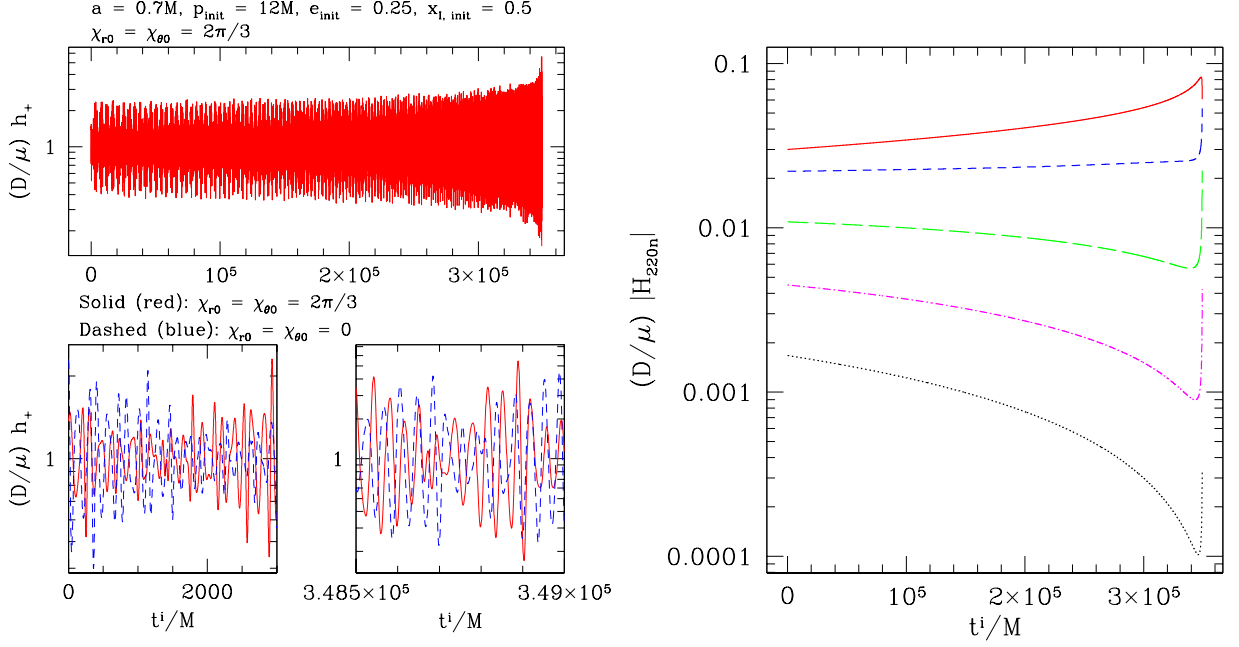 a = 0.7M, p_init = 12M, e_init = 0.25, x_I, init = 0.5
χ_r0 = χ_θ0 = 2π/3
(D/μ) h_+
1
0
10^5
2×10^5
3×10^5
Solid (red): χ_r0 = χ_θ0 = 2π/3
Dashed (blue): χ_r0 = χ_θ0 = 0
(D/μ) h_+
1
0
2000
t^i/M
1
3.485×10^5
3.49×10^5
t^i/M
(D/μ) |H_220n|
0.1
0.01
0.001
0.0001
0
10^5
2×10^5
3×10^5
t^i/M